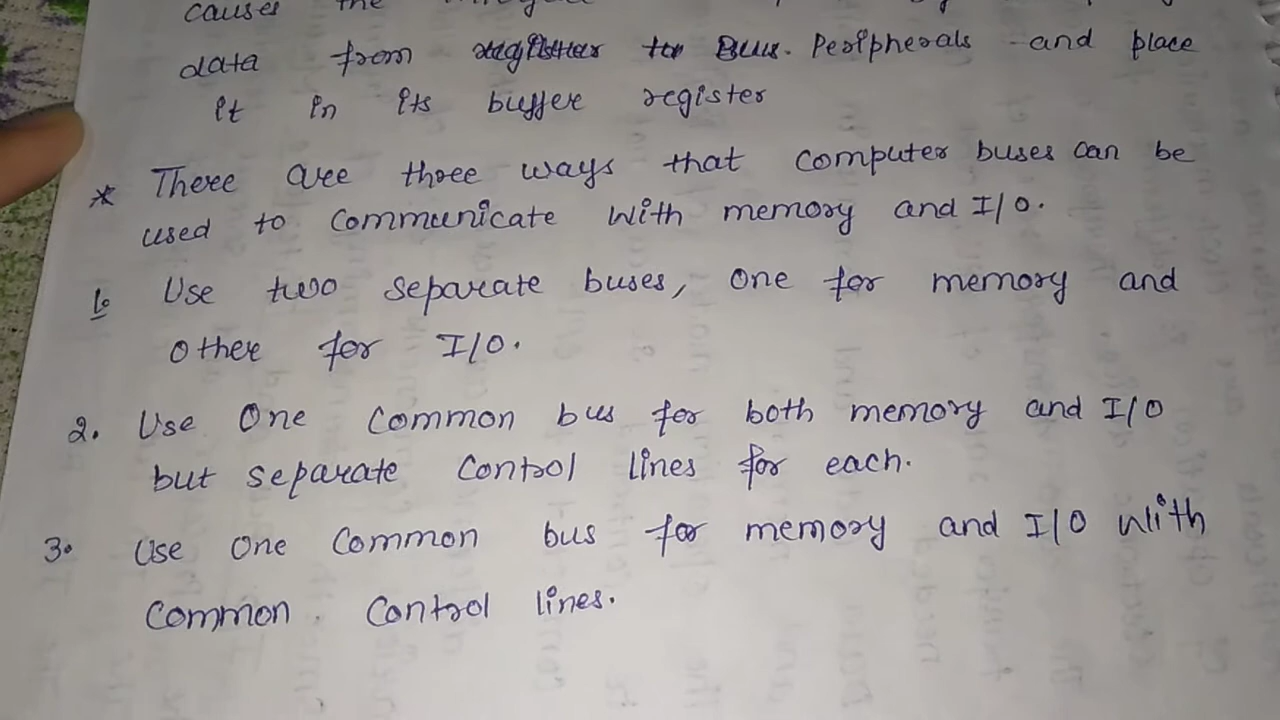 causes the
data from Peripherals and place
it in its buffer register
* There are three ways that computer buses can be
used to communicate with memory and I/O.
1. Use two separate buses, one for memory and
other for I/O.
2. Use One Common bus for both memory and I/O
but separate Control lines for each.
3. Use One Common bus for memory and I/O with
Common Control lines.